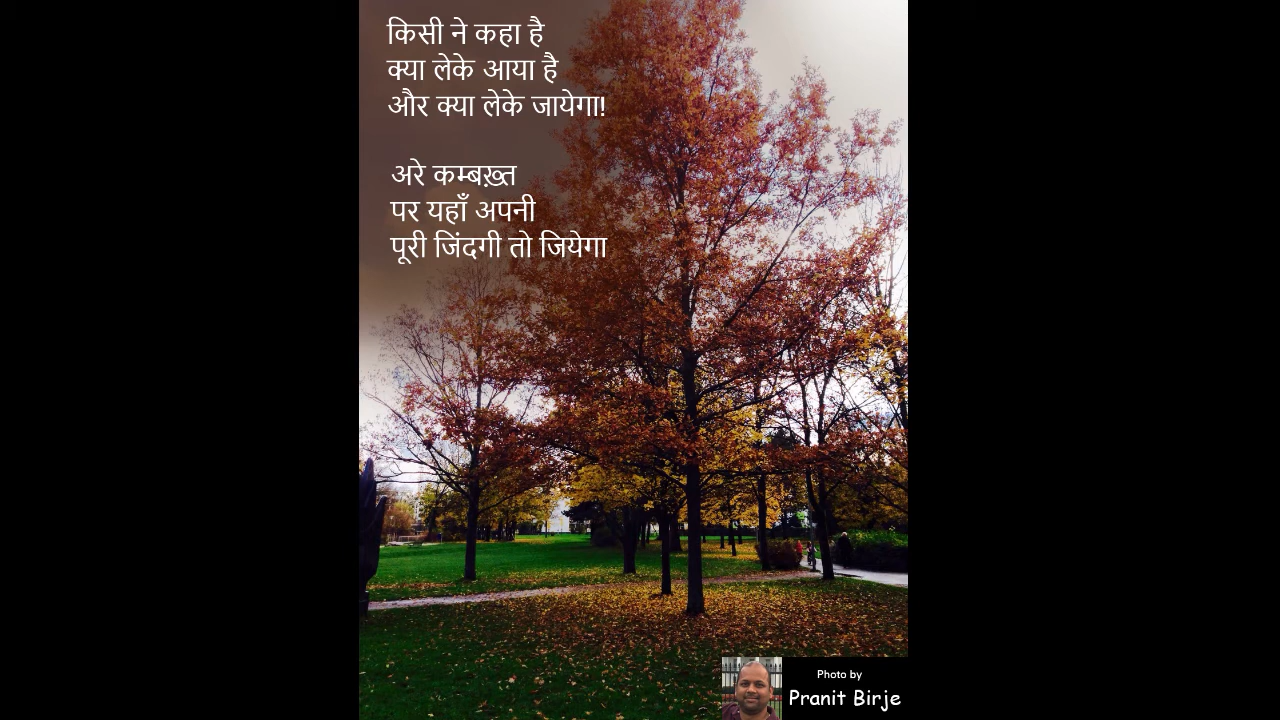 किसी ने कहा है
क्या लेके आया है
और क्या लेके जायेगा!
अरे कम्बख़्त
पर यहाँ अपनी
पूरी जिंदगी तो जियेगा
Photo by
Pranit Birje